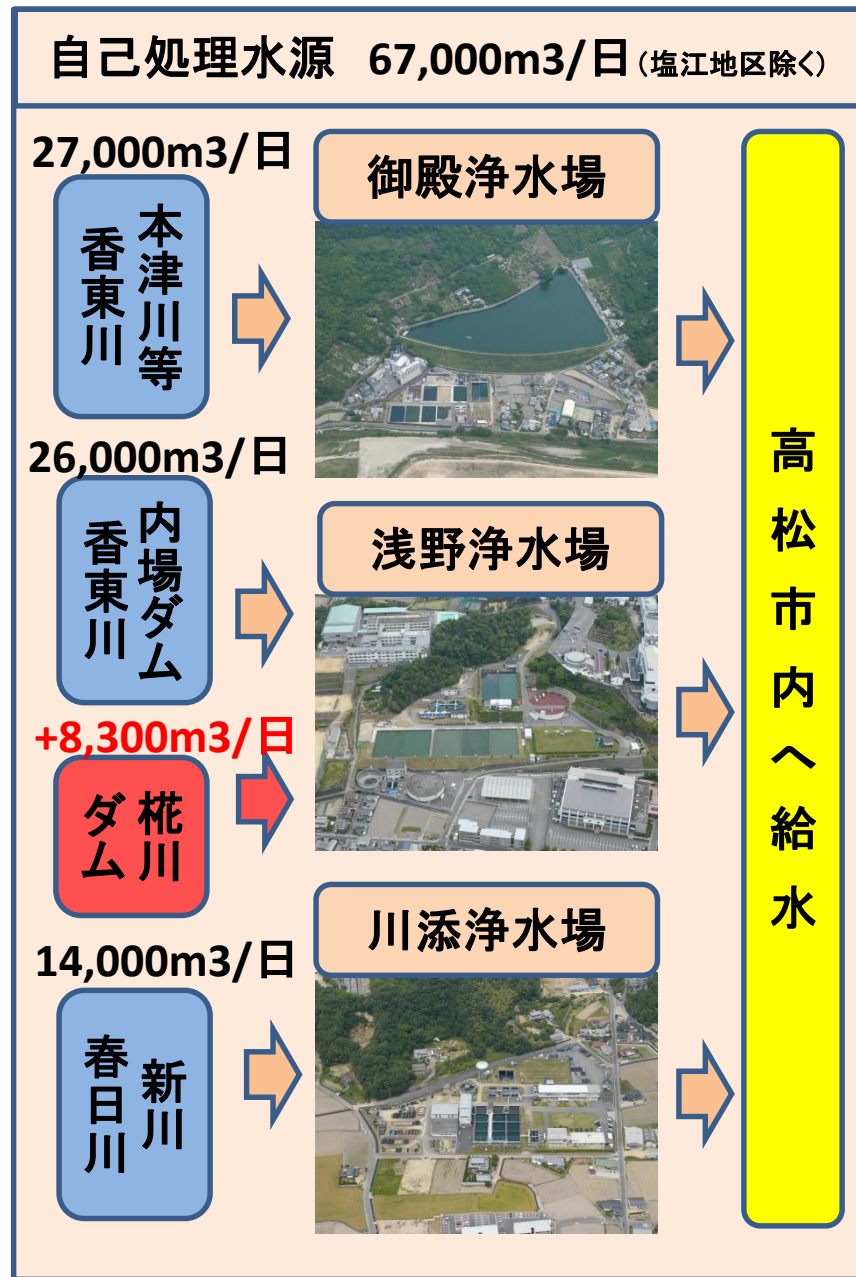 自己処理水源 67,000m3/日(塩江地区除く)
27,000m3/日
本津川等
香東川
御殿浄水場
26,000m3/日
内場ダム
香東川
浅野浄水場
+8,300m3/日
椛川
ダム
川添浄水場
14,000m3/日
新川
春日川
高松市内へ給水